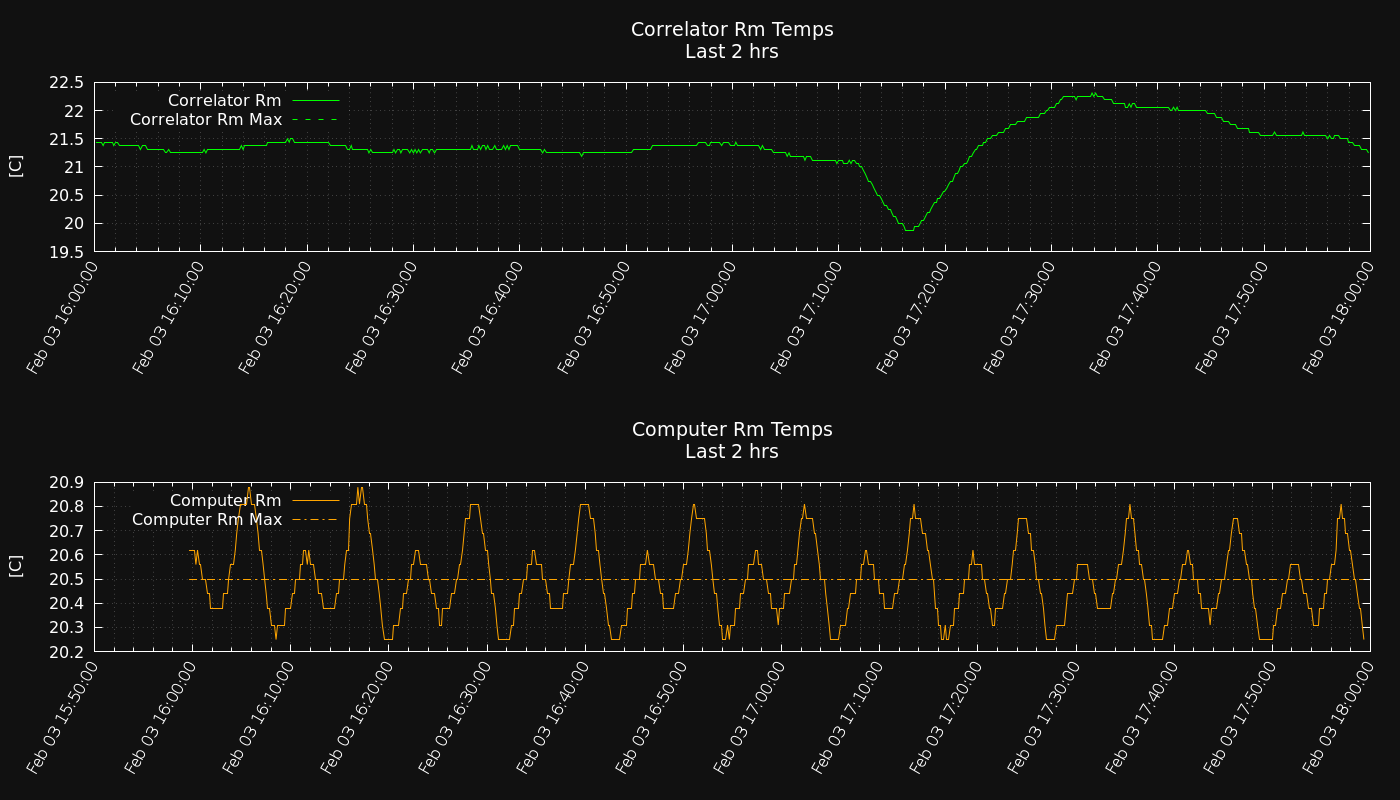 Correlator Rm Temps
Last 2 hrs
22.5
22
21.5
21
20.5
20
19.5
[C]
Correlator Rm
Correlator Rm Max
Feb 03 16:00:00
Feb 03 16:10:00
Feb 03 16:20:00
Feb 03 16:30:00
Feb 03 16:40:00
Feb 03 16:50:00
Feb 03 17:00:00
Feb 03 17:10:00
Feb 03 17:20:00
Feb 03 17:30:00
Feb 03 17:40:00
Feb 03 17:50:00
Feb 03 18:00:00
Computer Rm Temps
Last 2 hrs
20.9
20.8
20.7
20.6
20.5
20.4
20.3
20.2
[C]
Computer Rm
Computer Rm Max
Feb 03 15:50:00
Feb 03 16:00:00
Feb 03 16:10:00
Feb 03 16:20:00
Feb 03 16:30:00
Feb 03 16:40:00
Feb 03 16:50:00
Feb 03 17:00:00
Feb 03 17:10:00
Feb 03 17:20:00
Feb 03 17:30:00
Feb 03 17:40:00
Feb 03 17:50:00
Feb 03 18:00:00